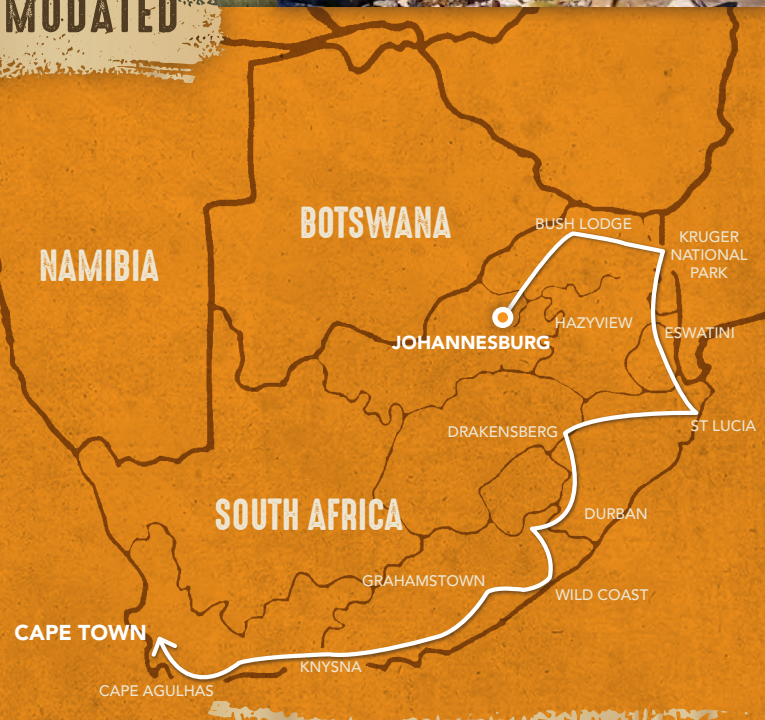 MODATED
BOTSWANA
NAMIBIA
BUSH LODGE
KRUGER
NATIONAL
PARK
HAZYVIEW
ESWATINI
JOHANNESBURG
DRAKENSBERG
ST LUCIA
SOUTH AFRICA
DURBAN
GRAHAMSTOWN
WILD COAST
CAPE TOWN
KNYSNA
CAPE AGULHAS